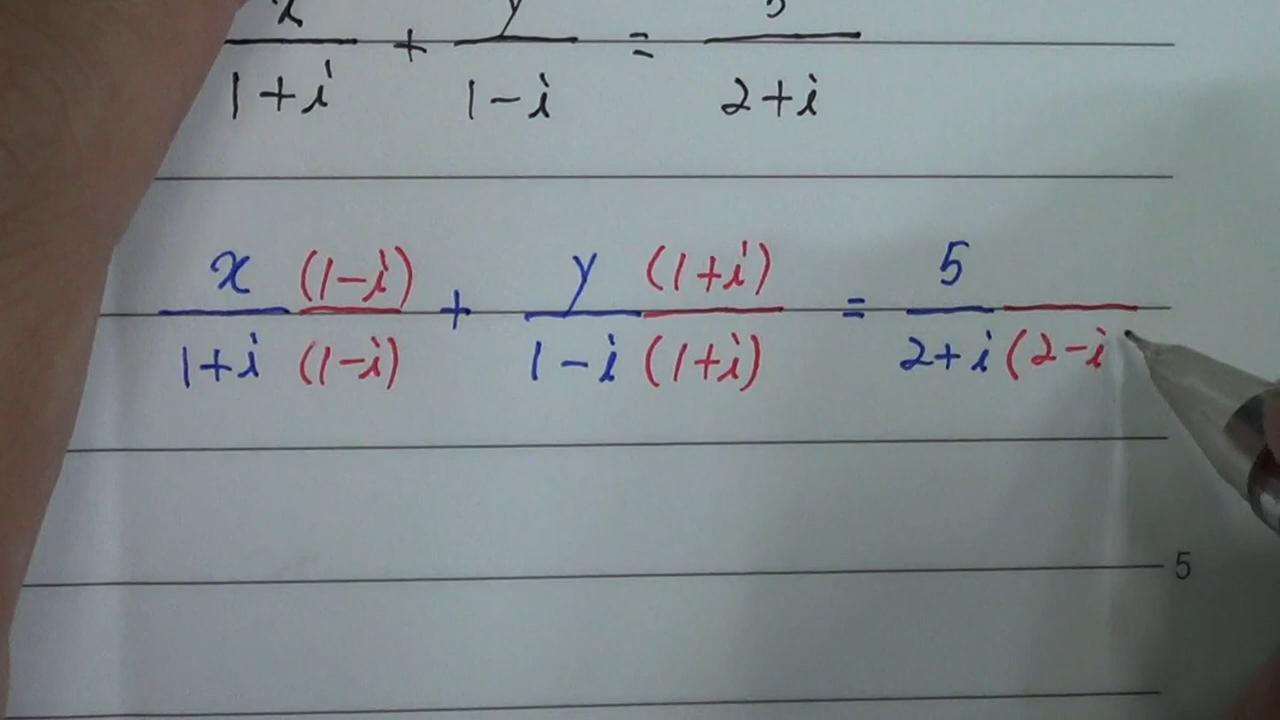 x/(1+i) + y/(1-i) = 5/(2+i)
x(1-i)/1+i(1-i) + y(1+i)/1-i(1+i) = 5/2+i(2-i
5